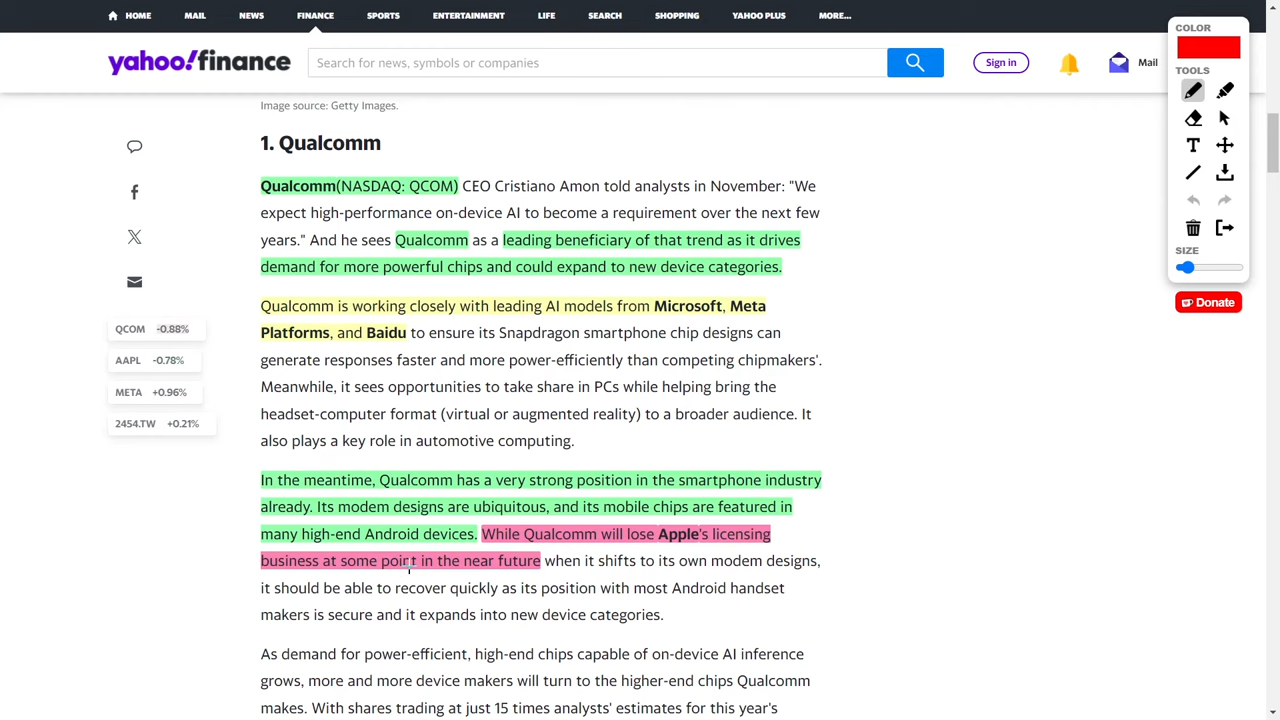 HOME MAIL NEWS FINANCE SPORTS ENTERTAINMENT LIFE SEARCH SHOPPING YAHOO PLUS MORE...
yahoo!finance
Search for news, symbols or companies
Sign in
Mail
COLOR
TOOLS
T
SIZE
Donate
Image source: Getty Images.
1. Qualcomm
Qualcomm(NASDAQ: QCOM) CEO Cristiano Amon told analysts in November: "We
expect high-performance on-device AI to become a requirement over the next few
years." And he sees Qualcomm as a leading beneficiary of that trend as it drives
demand for more powerful chips and could expand to new device categories.
Qualcomm is working closely with leading AI models from Microsoft, Meta
Platforms, and Baidu to ensure its Snapdragon smartphone chip designs can
generate responses faster and more power-efficiently than competing chipmakers'.
Meanwhile, it sees opportunities to take share in PCs while helping bring the
headset-computer format (virtual or augmented reality) to a broader audience. It
also plays a key role in automotive computing.
In the meantime, Qualcomm has a very strong position in the smartphone industry
already. Its modem designs are ubiquitous, and its mobile chips are featured in
many high-end Android devices. While Qualcomm will lose Apple's licensing
business at some point in the near future when it shifts to its own modem designs,
it should be able to recover quickly as its position with most Android handset
makers is secure and it expands into new device categories.
As demand for power-efficient, high-end chips capable of on-device AI inference
grows, more and more device makers will turn to the higher-end chips Qualcomm
makes. With shares trading at just 15 times analysts' estimates for this year's
QCOM -0.88%
AAPL -0.78%
META +0.96%
2454.TW +0.21%